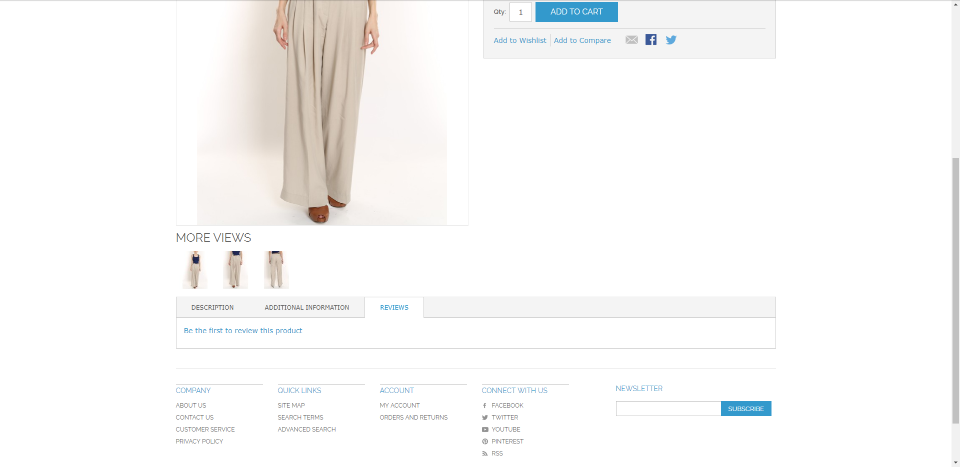 Qty: 1 ADD TO CART
Add to Wishlist Add to Compare
MORE VIEWS
DESCRIPTION ADDITIONAL INFORMATION REVIEWS
Be the first to review this product
COMPANY
ABOUT US
CONTACT US
CUSTOMER SERVICE
PRIVACY POLICY
QUICK LINKS
SITE MAP
SEARCH TERMS
ADVANCED SEARCH
ACCOUNT
MY ACCOUNT
ORDERS AND RETURNS
CONNECT WITH US
FACEBOOK
TWITTER
YOUTUBE
PINTEREST
RSS
NEWSLETTER
SUBSCRIBE